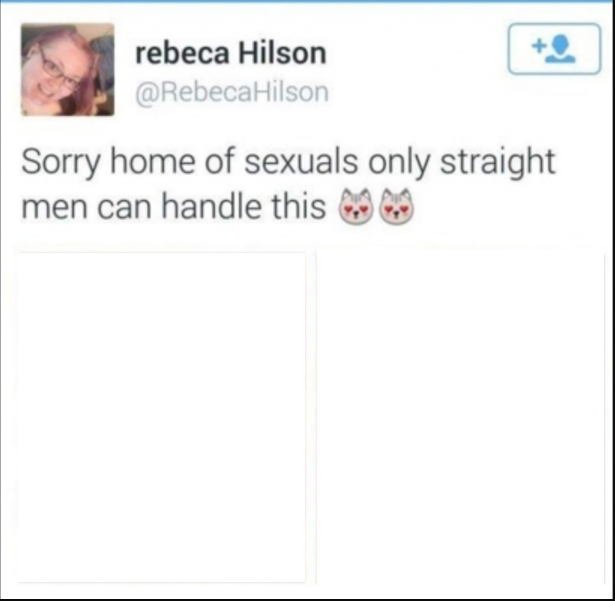 rebeca Hilson
@RebecaHilson
Sorry home of sexuals only straight
men can handle this 😻😻